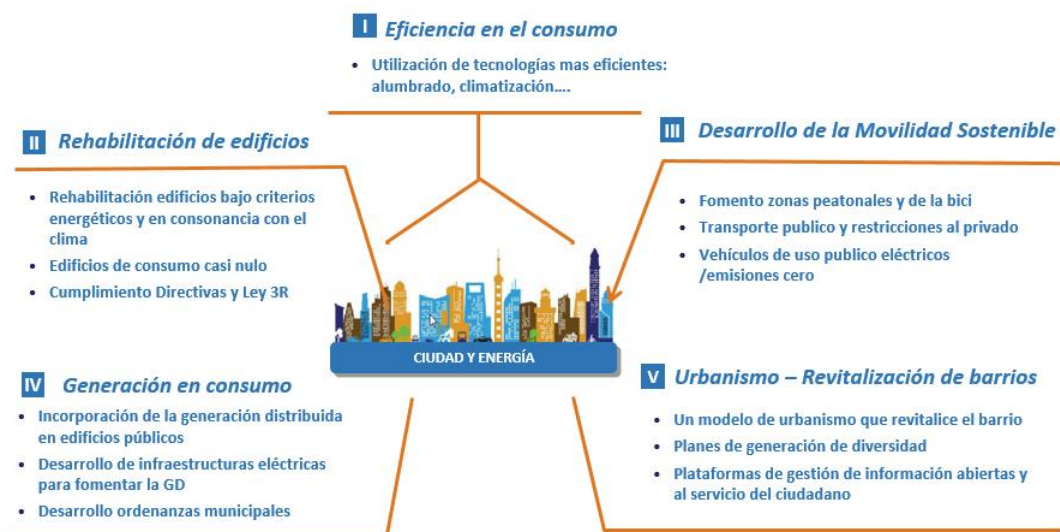 I Eficiencia en el consumo
• Utilización de tecnologías mas eficientes:
alumbrado, climatización....
II Rehabilitación de edificios
• Rehabilitación edificios bajo criterios
energéticos y en consonancia con el
clima
• Edificios de consumo casi nulo
• Cumplimiento Directivas y Ley 3R
III Desarrollo de la Movilidad Sostenible
• Fomento zonas peatonales y de la bici
• Transporte publico y restricciones al privado
• Vehículos de uso publico eléctricos
/emisiones cero
CIUDAD Y ENERGÍA
IV Generación en consumo
• Incorporación de la generación distribuida
en edificios públicos
• Desarrollo de infraestructuras eléctricas
para fomentar la GD
• Desarrollo ordenanzas municipales
V Urbanismo – Revitalización de barrios
• Un modelo de urbanismo que revitalice el barrio
• Planes de generación de diversidad
• Plataformas de gestión de información abiertas y
al servicio del ciudadano